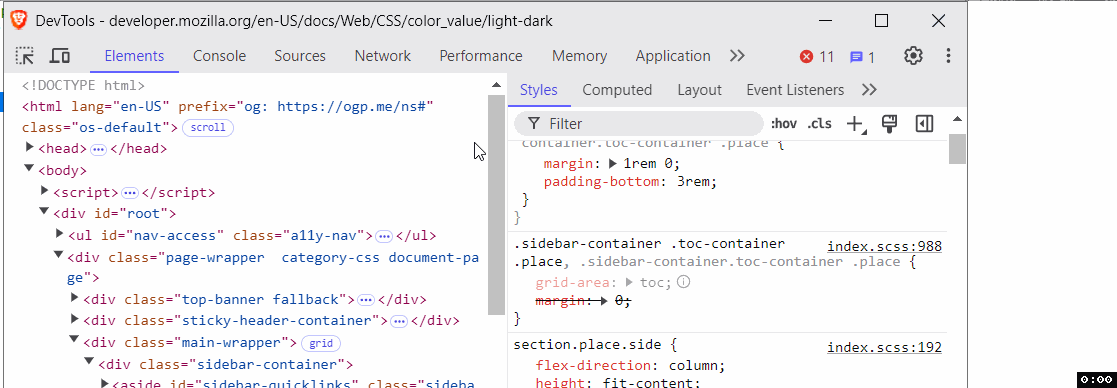 DevTools - developer.mozilla.org/en-US/docs/Web/CSS/color_value/light-dark
Elements Console Sources Network Performance Memory Application 11 1
<!DOCTYPE html>
<html lang="en-US" prefix="og: https://ogp.me/ns#"
class="os-default"> scroll
<head> ••• </head>
<body>
<script> ••• </script>
<div id="root">
<ul id="nav-access" class="a11y-nav"> ••• </ul>
<div class="page-wrapper  category-css document-pa
ge">
<div class="top-banner fallback"> ••• </div>
<div class="sticky-header-container"> ••• </div>
<div class="main-wrapper"> grid
<div class="sidebar-container">
<aside id="sidebar-quicklinks" class="sideba
Styles Computed Layout Event Listeners
Filter :hov .cls
container.toc-container .place {
margin: 1rem 0;
padding-bottom: 3rem;
}
}
.sidebar-container .toc-container index.scss:988
.place, .sidebar-container.toc-container .place {
grid-area: toc;
margin: 0;
}
section.place.side { index.scss:192
flex-direction: column;
height: fit-content;
0:00